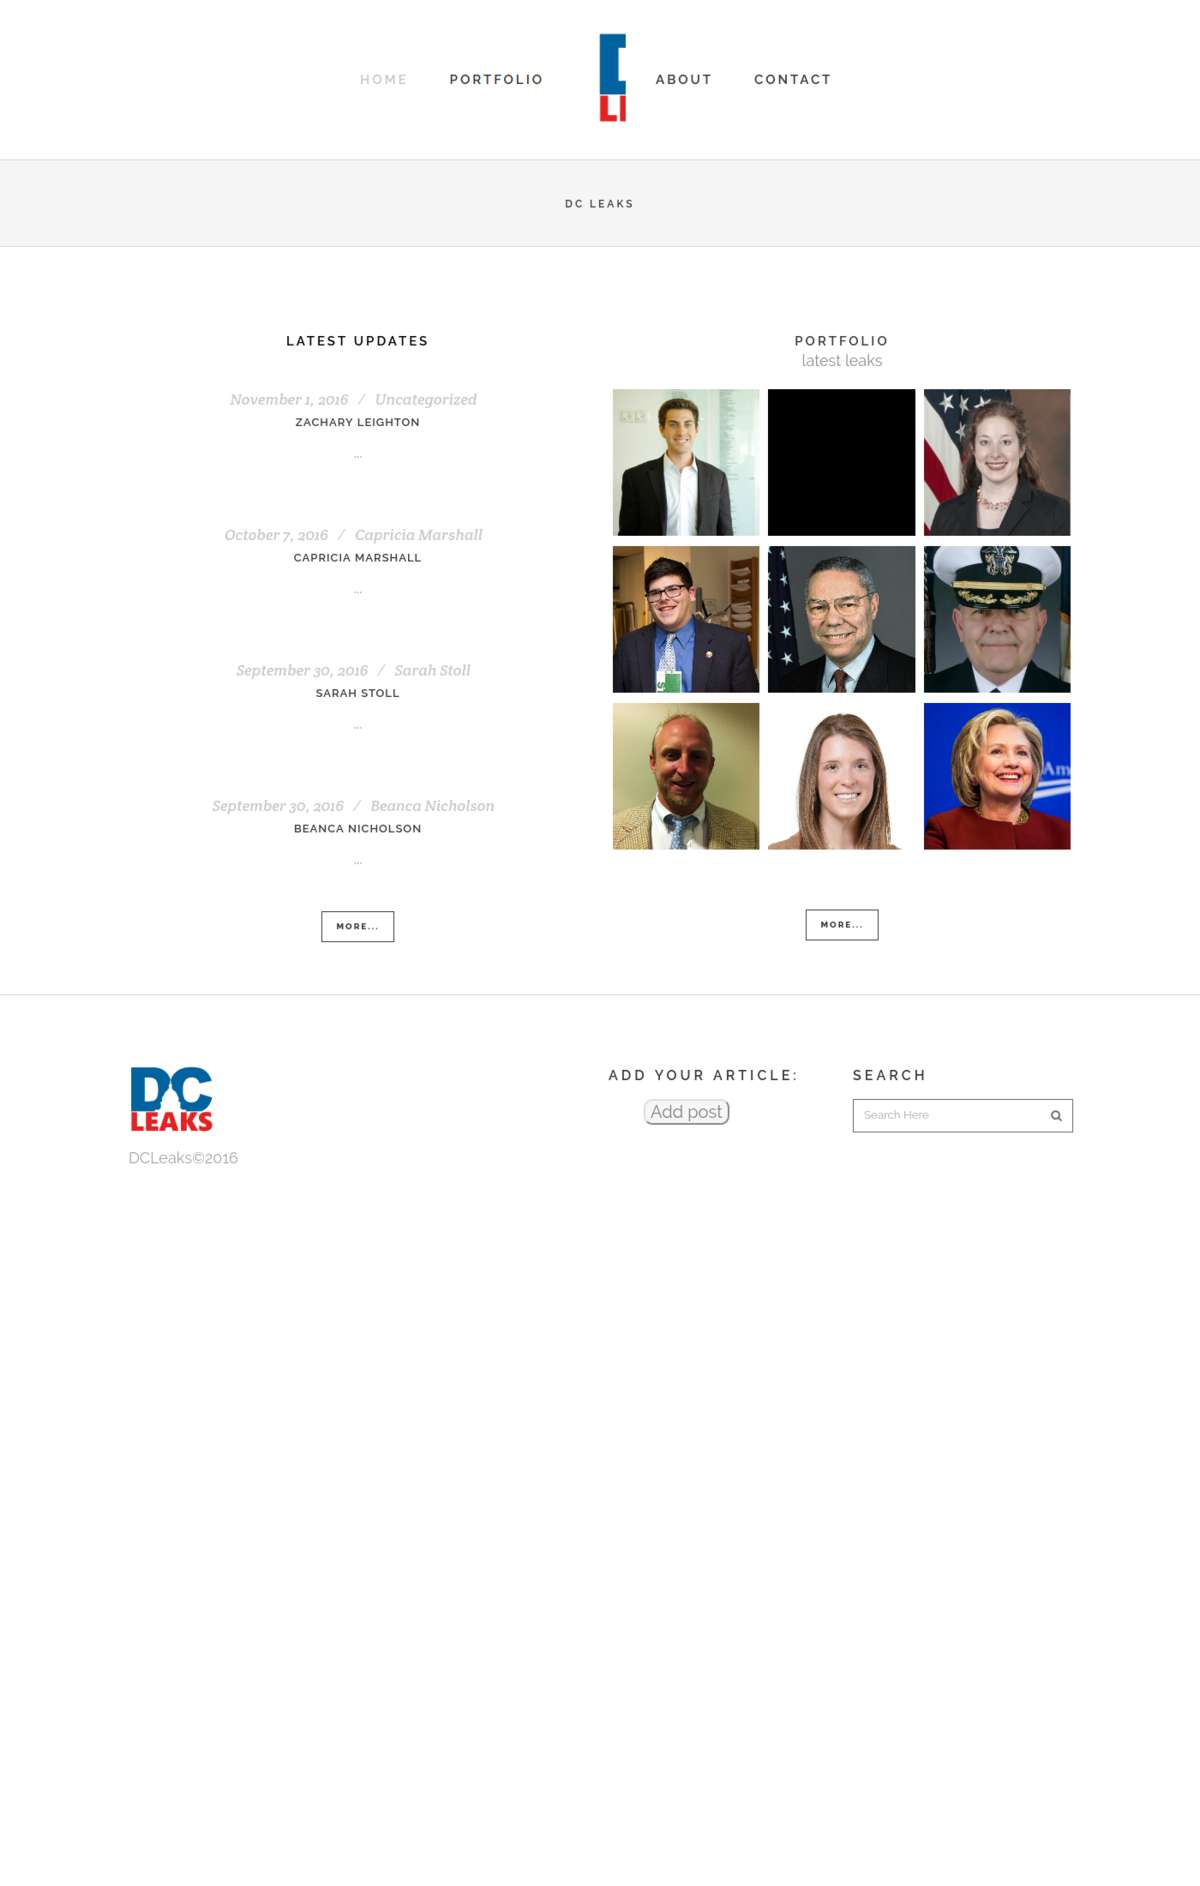 HOME PORTFOLIO ABOUT CONTACT
DC LEAKS
LATEST UPDATES
November 1, 2016 / Uncategorized
ZACHARY LEIGHTON
...
October 7, 2016 / Capricia Marshall
CAPRICIA MARSHALL
...
September 30, 2016 / Sarah Stoll
SARAH STOLL
...
September 30, 2016 / Beanca Nicholson
BEANCA NICHOLSON
...
MORE...
PORTFOLIO
latest leaks
Am
MORE...
DC
LEAKS
DCLeaks©2016
ADD YOUR ARTICLE:
Add post
SEARCH
Search Here